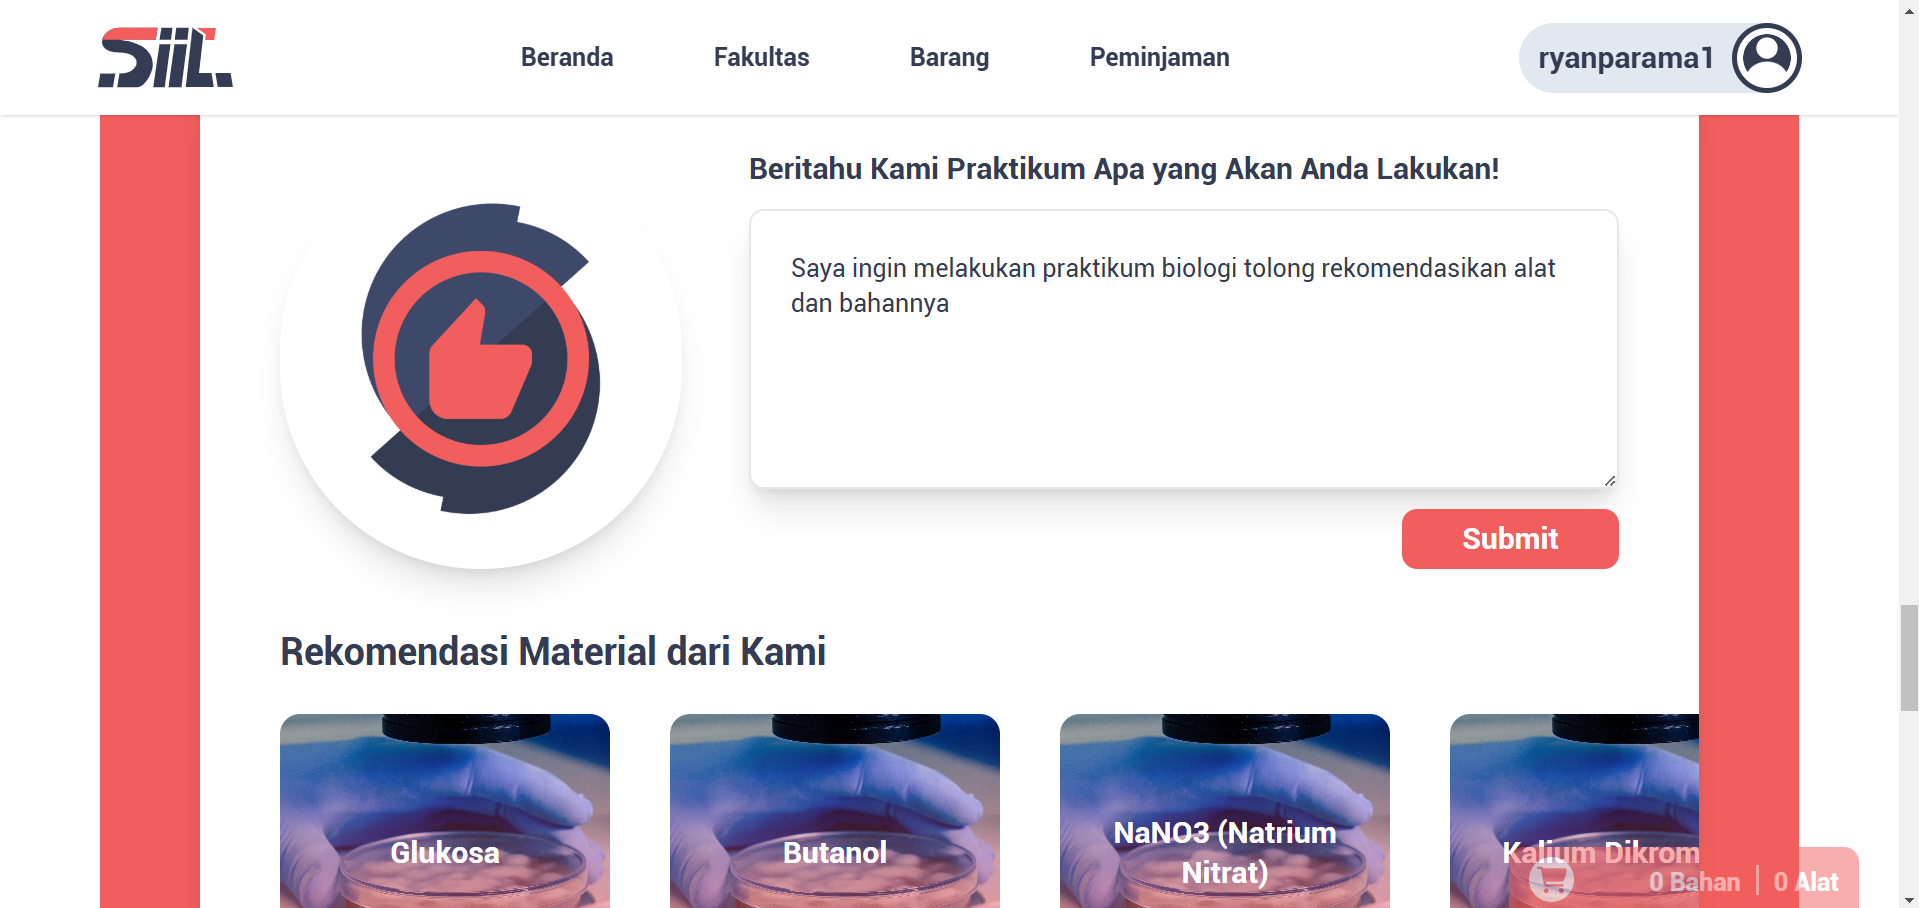 SiiL
Beranda
Fakultas
Barang
Peminjaman
ryanparama1
Beritahu Kami Praktikum Apa yang Akan Anda Lakukan!
Saya ingin melakukan praktikum biologi tolong rekomendasikan alat
dan bahannya
Submit
Rekomendasi Material dari Kami
Glukosa
Butanol
NaNO3 (Natrium
Nitrat)
Kalium Dikrom
0 Bahan
0 Alat